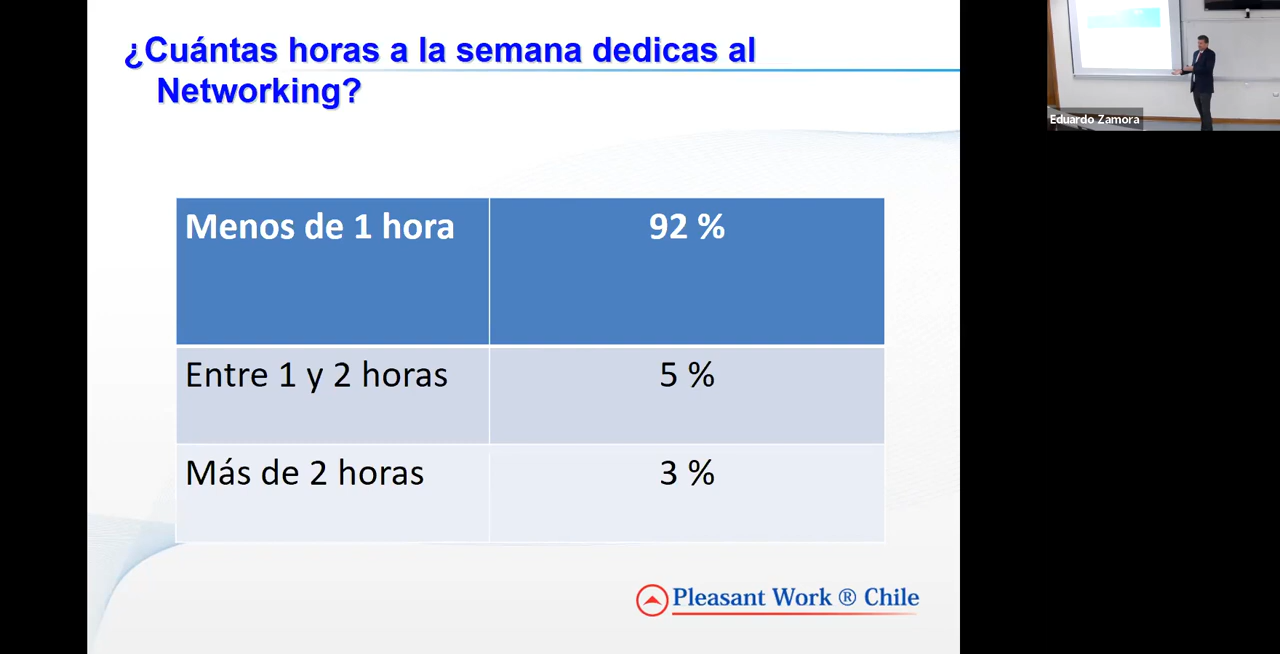 ¿Cuántas horas a la semana dedicas al
Networking?
Menos de 1 hora 92 %
Entre 1 y 2 horas 5 %
Más de 2 horas 3 %
Pleasant Work ® Chile
Eduardo Zamora